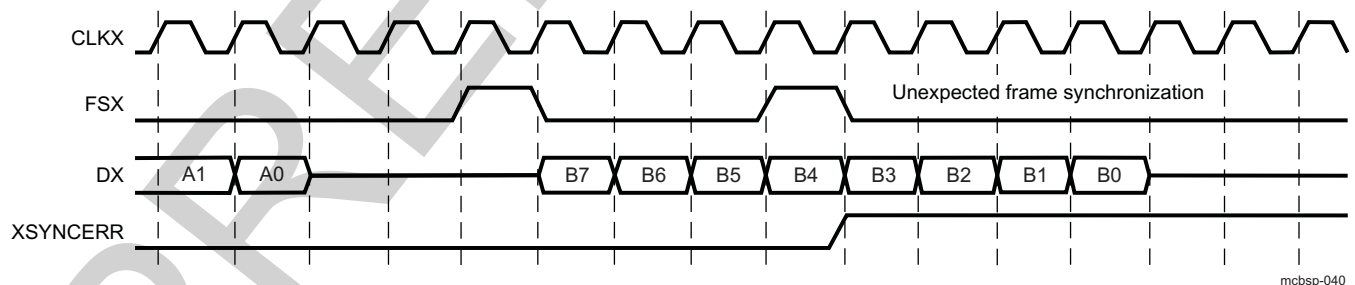 CLKX
FSX
Unexpected frame synchronization
DX
A1 A0 B7 B6 B5 B4 B3 B2 B1 B0
XSYNCERR
mcbsp-040